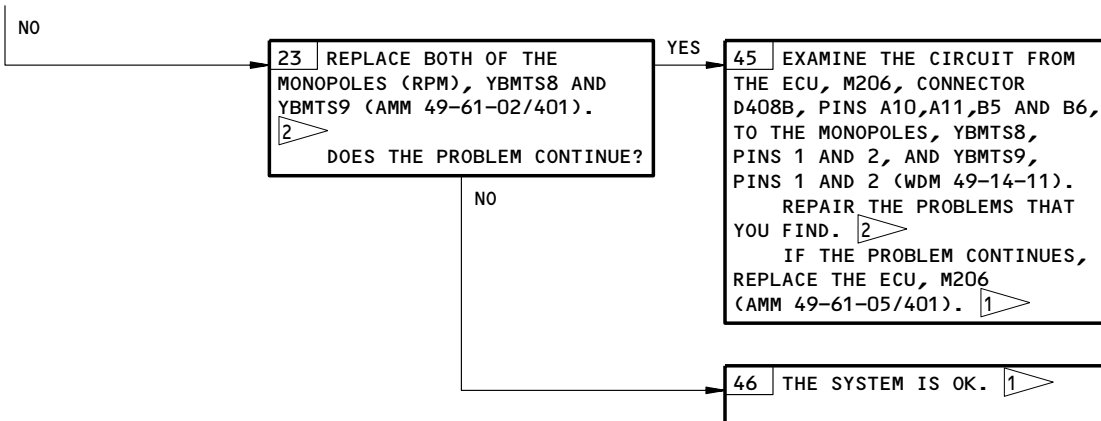 NO
23 REPLACE BOTH OF THE
MONOPOLES (RPM), YBMTS8 AND
YBMTS9 (AMM 49-61-02/401).
2
DOES THE PROBLEM CONTINUE?
YES
NO
45 EXAMINE THE CIRCUIT FROM
THE ECU, M206, CONNECTOR
D408B, PINS A10,A11,B5 AND B6,
TO THE MONOPOLES, YBMTS8,
PINS 1 AND 2, AND YBMTS9,
PINS 1 AND 2 (WDM 49-14-11).
REPAIR THE PROBLEMS THAT
YOU FIND. 2
IF THE PROBLEM CONTINUES,
REPLACE THE ECU, M206
(AMM 49-61-05/401). 1
46 THE SYSTEM IS OK. 1